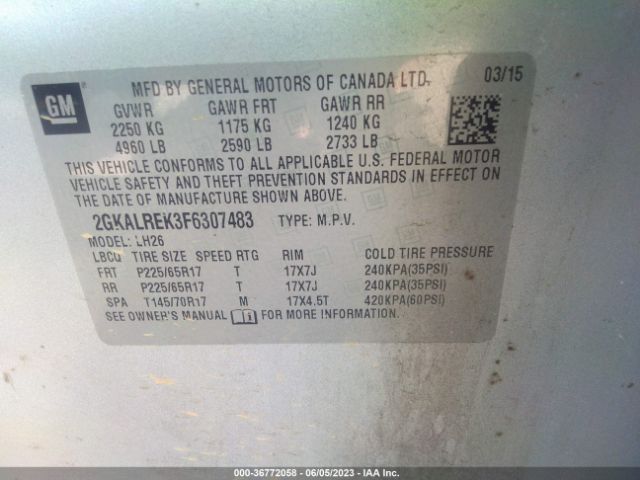 MFD BY GENERAL MOTORS OF CANADA LTD. 03/15
GM
GVWR GAWR FRT GAWR RR
2250 KG 1175 KG 1240 KG
4960 LB 2590 LB 2733 LB
THIS VEHICLE CONFORMS TO ALL APPLICABLE U.S. FEDERAL MOTOR
VEHICLE SAFETY AND THEFT PREVENTION STANDARDS IN EFFECT ON
THE DATE OF MANUFACTURE SHOWN ABOVE.
2GKALREK3F6307483 TYPE: M.P.V.
MODEL: LH26
LBCU TIRE SIZE SPEED RTG RIM COLD TIRE PRESSURE
FRT P225/65R17 T 17X7J 240KPA(35PSI)
RR P225/65R17 T 17X7J 240KPA(35PSI)
SPA T145/70R17 M 17X4.5T 420KPA(60PSI)
SEE OWNER'S MANUAL FOR MORE INFORMATION.
000-36772058 - 06/05/2023 - IAA Inc.